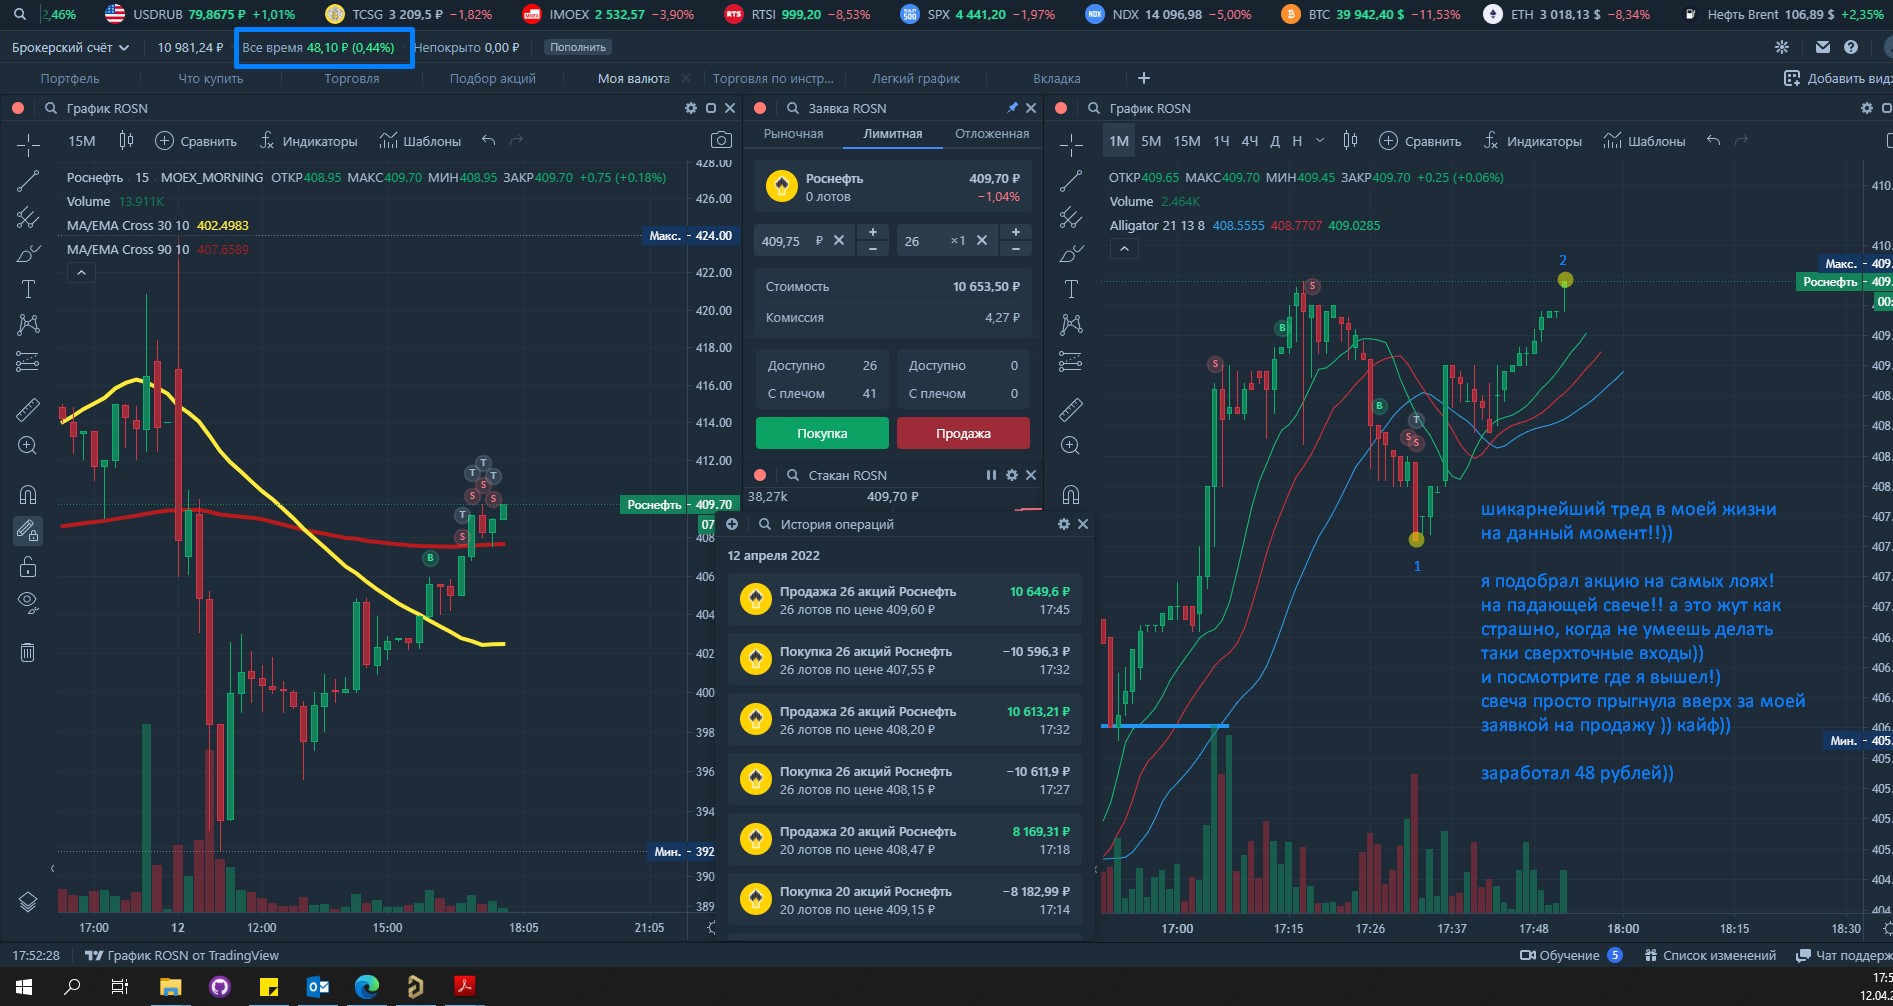 2,46% USDRUB 79,8675 ₽ +1,01% TCSG 3 209,5 ₽ −1,82% IMOEX 2 532,57 −3,90% RTSI 999,20 −8,53% SPX 4 441,20 −1,97% NDX 14 096,98 −5,00% BTC 39 942,40 $ −11,53% ETH 3 018,13 $ −8,34% Нефть Brent 106,89 $ +2,35%
Брокерский счёт 10 981,24 ₽ Все время 48,10 ₽ (0,44%) Непокрыто 0,00 ₽ Пополнить
Портфель Что купить Торговля Подбор акций Моя валюта Торговля по инстр... Легкий график Вкладка Добавить вид
График ROSN
15М Сравнить Индикаторы Шаблоны
Роснефть 15 MOEX_MORNING ОТКР408.95 МАКС409.70 МИН408.95 ЗАКР409.70 +0.75 (+0.18%)
Volume 13.911K
MA/EMA Cross 30 10 402.4983
MA/EMA Cross 90 10 407.6589
428.00
426.00
Макс. 424.00
422.00
420.00
418.00
416.00
414.00
412.00
Роснефть 409.70
07
408
406
404
402
400
398
396
394
Мин. 392
390
389
17:00 12 12:00 15:00 18:05 21:05
Заявка ROSN
Рыночная Лимитная Отложенная
Роснефть 409,70 ₽
0 лотов −1,04%
409,75 ₽ 26 ×1
Стоимость 10 653,50 ₽
Комиссия 4,27 ₽
Доступно 26 Доступно 0
С плечом 41 С плечом 0
Покупка Продажа
Стакан ROSN
38,27k 409,70 ₽
История операций
12 апреля 2022
Продажа 26 акций Роснефть 10 649,6 ₽
26 лотов по цене 409,60 ₽ 17:45
Покупка 26 акций Роснефть −10 596,3 ₽
26 лотов по цене 407,55 ₽ 17:32
Продажа 26 акций Роснефть 10 613,21 ₽
26 лотов по цене 408,20 ₽ 17:32
Покупка 26 акций Роснефть −10 611,9 ₽
26 лотов по цене 408,15 ₽ 17:27
Продажа 20 акций Роснефть 8 169,31 ₽
20 лотов по цене 408,47 ₽ 17:18
Покупка 20 акций Роснефть −8 182,99 ₽
20 лотов по цене 409,15 ₽ 17:14
График ROSN
1М 5М 15М 1Ч 4Ч Д Н Сравнить Индикаторы Шаблоны
ОТКР409.65 МАКС409.70 МИН409.45 ЗАКР409.70 +0.25 (+0.06%)
Volume 2.464K
Alligator 21 13 8 408.5555 408.7707 409.0285
2
Макс. 409.
Роснефть 409.
00:
1
шикарнейший тред в моей жизни
на данный момент!!))
я подобрал акцию на самых лоях!
на падающей свече!! а это жут как
страшно, когда не умеешь делать
таки сверхточные входы))
и посмотрите где я вышел!)
свеча просто прыгнула вверх за моей
заявкой на продажу )) кайф))
заработал 48 рублей))
Мин. 405.
17:00 17:15 17:26 17:37 17:48 18:00 18:15 18:30
17:52:28 График ROSN от TradingView Обучение 5 Список изменений Чат поддерж
17:5
12.04.2